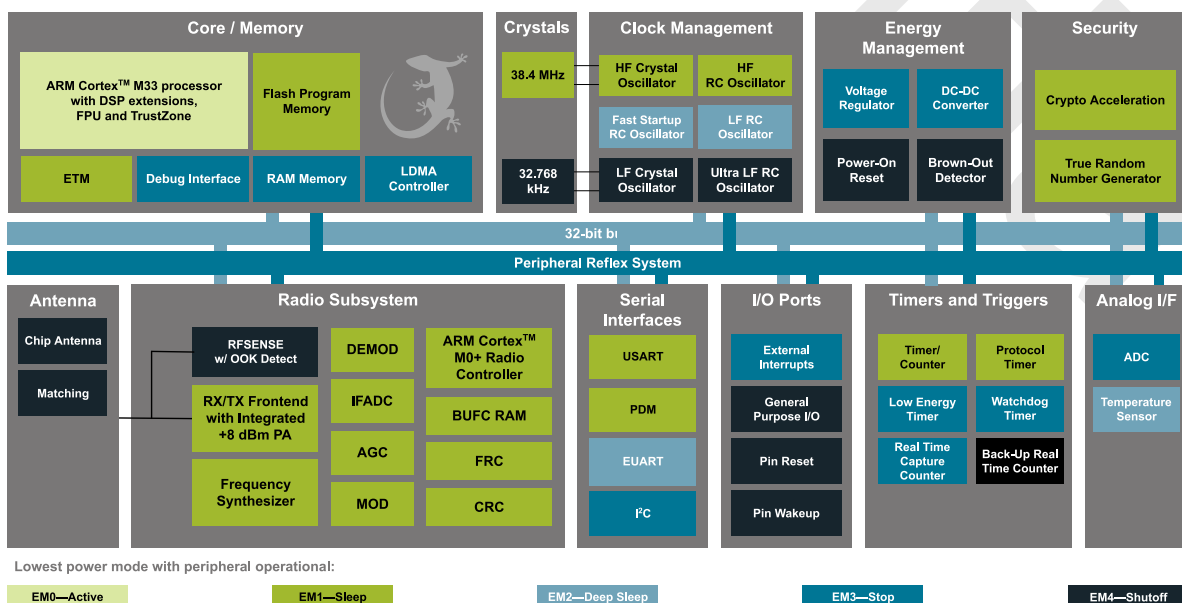 Core / Memory
ARM Cortex™ M33 processor
with DSP extensions,
FPU and TrustZone
Flash Program
Memory
ETM
Debug Interface
RAM Memory
LDMA
Controller
Crystals
38.4 MHz
32.768
kHz
Clock Management
HF Crystal
Oscillator
HF
RC Oscillator
Fast Startup
RC Oscillator
LF RC
Oscillator
LF Crystal
Oscillator
Ultra LF RC
Oscillator
Energy
Management
Voltage
Regulator
DC-DC
Converter
Power-On
Reset
Brown-Out
Detector
Security
Crypto Acceleration
True Random
Number Generator
32-bit
Peripheral Reflex System
Antenna
Chip Antenna
Matching
Radio Subsystem
RFSENSE
w/ OOK Detect
RX/TX Frontend
with Integrated
+8 dBm PA
Frequency
Synthesizer
DEMOD
IFADC
AGC
MOD
ARM Cortex™
M0+ Radio
Controller
BUFC RAM
FRC
CRC
Serial
Interfaces
USART
PDM
EUART
I²C
I/O Ports
External
Interrupts
General
Purpose I/O
Pin Reset
Pin Wakeup
Timers and Triggers
Timer/
Counter
Protocol
Timer
Low Energy
Timer
Watchdog
Timer
Real Time
Capture
Counter
Back-Up Real
Time Counter
Analog I/F
ADC
Temperature
Sensor
Lowest power mode with peripheral operational:
EM0—Active
EM1—Sleep
EM2—Deep Sleep
EM3—Stop
EM4—Shutoff